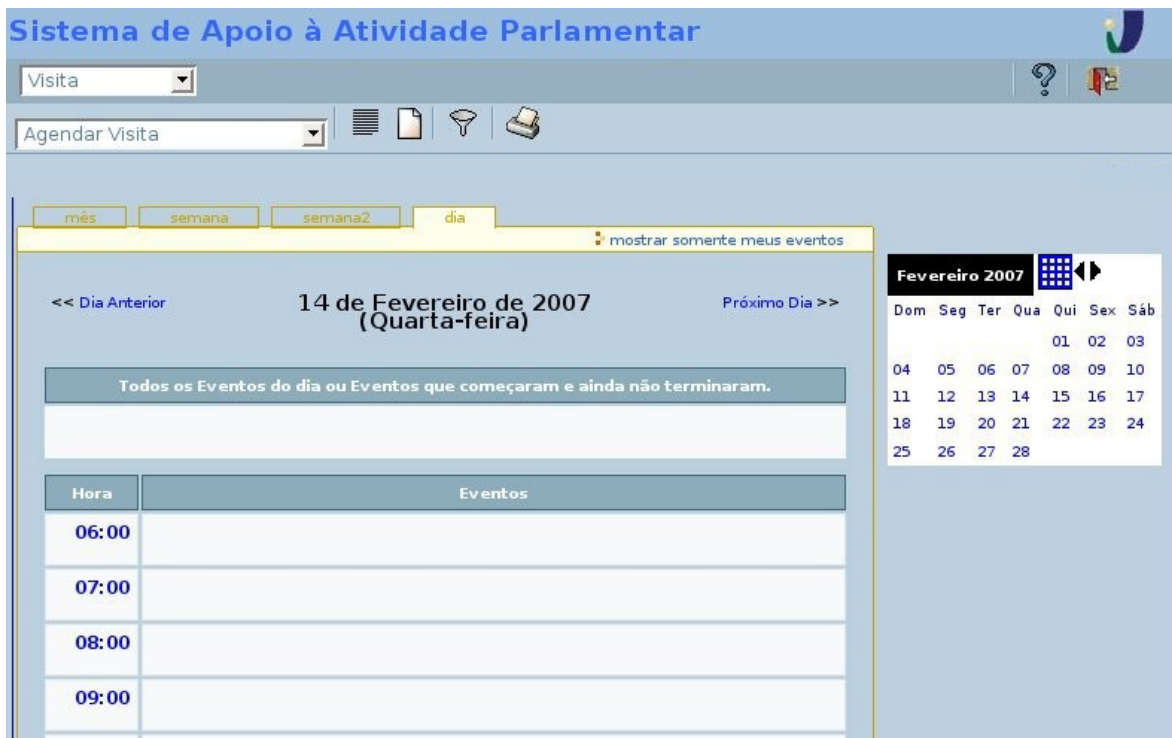 Sistema de Apoio à Atividade Parlamentar
Visita
Agendar Visita
mês semana semana2 dia
mostrar somente meus eventos
<< Dia Anterior
14 de Fevereiro de 2007
(Quarta-feira)
Próximo Dia >>
Todos os Eventos do dia ou Eventos que começaram e ainda não terminaram.
Hora Eventos
06:00
07:00
08:00
09:00
Fevereiro 2007
Dom Seg Ter Qua Qui Sex Sáb
01 02 03
04 05 06 07 08 09 10
11 12 13 14 15 16 17
18 19 20 21 22 23 24
25 26 27 28